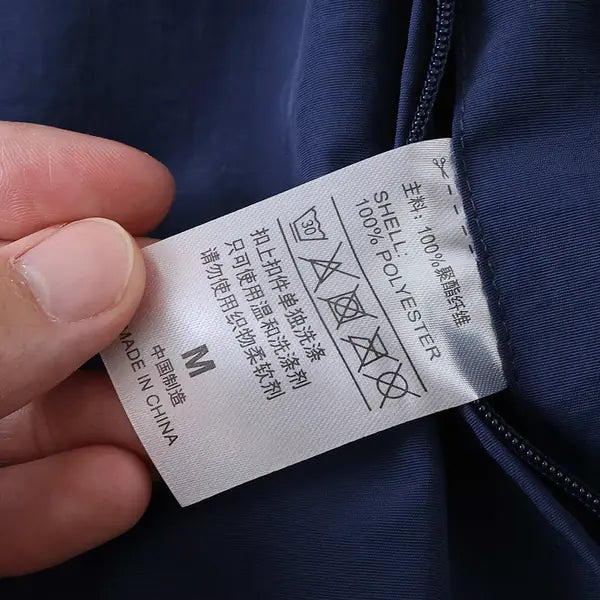 主料：100%聚酯纤维
SHELL:
100% POLYESTER
30
扣上扣件单独洗涤
只可使用温和洗涤剂
请勿使用织物柔软剂
M
中国制造
MADE IN CHINA